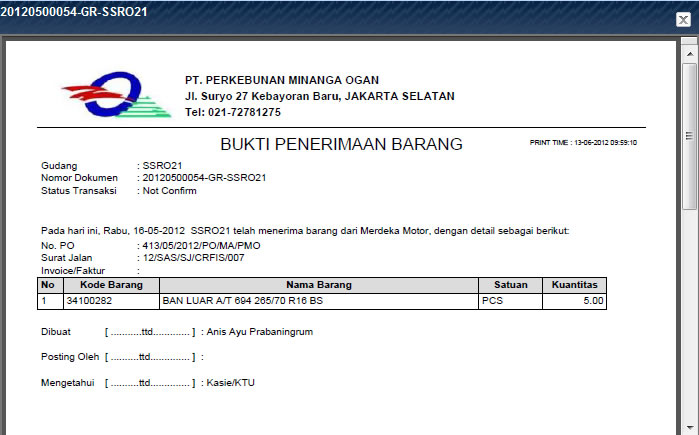 20120500054-GR-SSRO21
PT. PERKEBUNAN MINANGA OGAN
Jl. Suryo 27 Kebayoran Baru, JAKARTA SELATAN
Tel: 021-72781275
BUKTI PENERIMAAN BARANG
PRINT TIME : 13-06-2012 09:59:10
Gudang : SSRO21
Nomor Dokumen : 20120500054-GR-SSRO21
Status Transaksi : Not Confirm
Pada hari ini, Rabu, 16-05-2012 SSRO21 telah menerima barang dari Merdeka Motor, dengan detail sebagai berikut:
No. PO : 413/05/2012/PO/MA/PMO
Surat Jalan : 12/SAS/SJ/CRFIS/007
Invoice/Faktur :
No Kode Barang Nama Barang Satuan Kuantitas
1 34100282 BAN LUAR A/T 694 265/70 R16 BS PCS 5.00
Dibuat [ ...........ttd............. ] : Anis Ayu Prabaningrum
Posting Oleh [ ...........ttd............. ] :
Mengetahui [ ...........ttd............. ] : Kasie/KTU